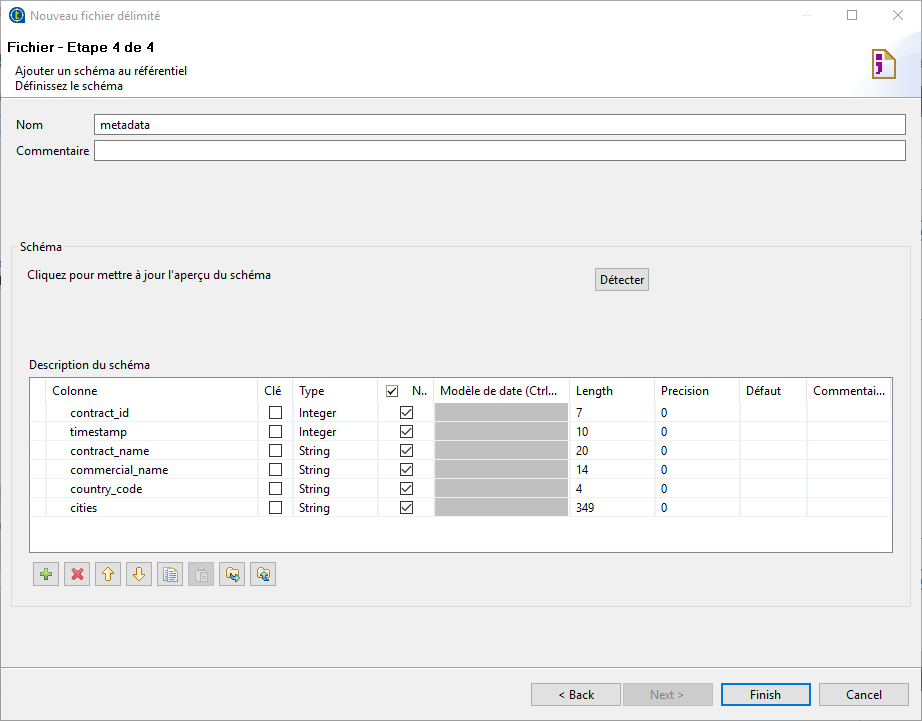 Nouveau fichier délimité
Fichier - Etape 4 de 4
Ajouter un schéma au référentiel
Définissez le schéma
Nom metadata
Commentaire
Schéma
Cliquez pour mettre à jour l'aperçu du schéma Détecter
Description du schéma
Colonne Clé Type N.. Modèle de date (Ctrl... Length Precision Défaut Commentai...
contract_id Integer 7 0
timestamp Integer 10 0
contract_name String 20 0
commercial_name String 14 0
country_code String 4 0
cities String 349 0
< Back Next > Finish Cancel